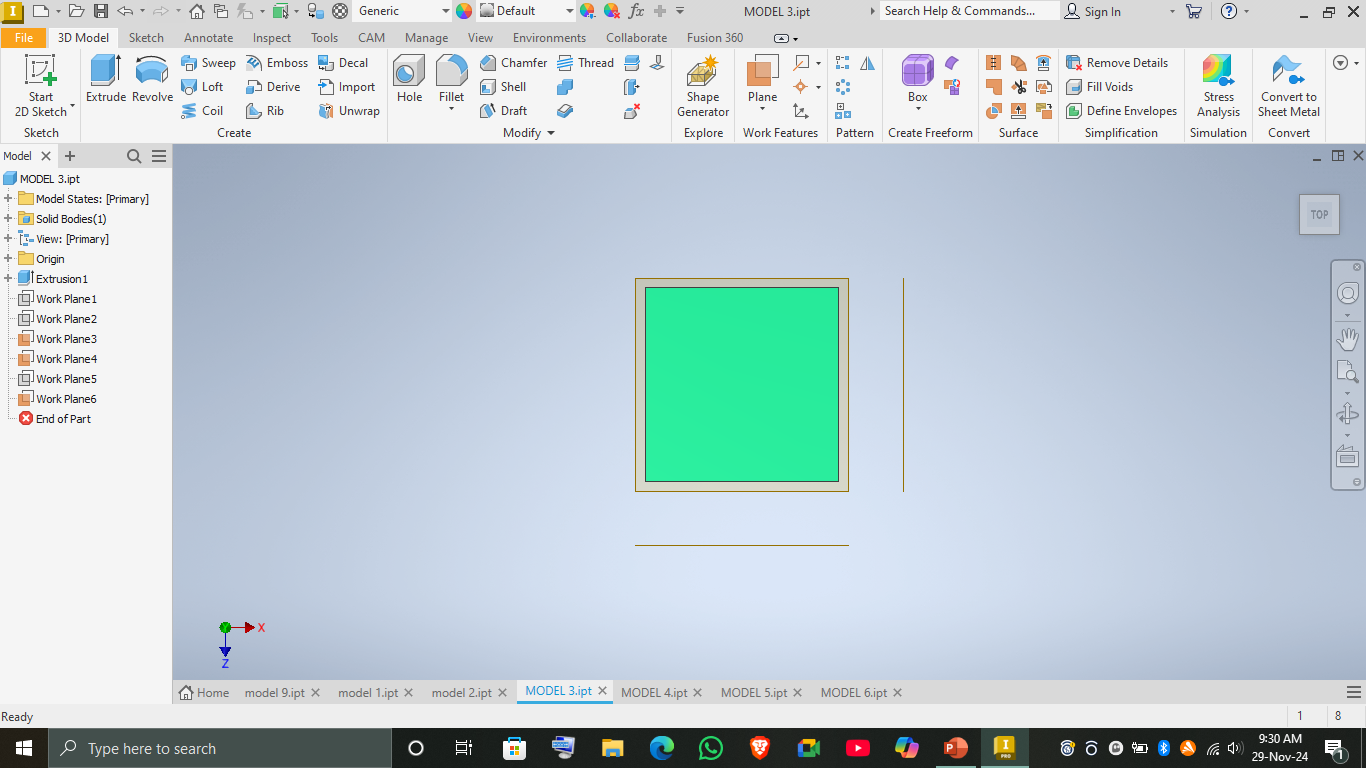 Generic
Default
fx
MODEL 3.ipt
Search Help & Commands...
Sign In
File 3D Model Sketch Annotate Inspect Tools CAM Manage View Environments Collaborate Fusion 360
Start
2D Sketch
Sketch
Extrude
Revolve
Sweep Emboss Decal
Loft Derive Import
Coil Rib Unwrap
Create
Hole
Fillet
Chamfer Thread
Shell
Draft
Modify
Shape
Generator
Explore
Plane
Work Features
Pattern
Box
Create Freeform
Surface
Remove Details
Fill Voids
Define Envelopes
Simplification
Stress
Analysis
Simulation
Convert to
Sheet Metal
Convert
Model
MODEL 3.ipt
Model States: [Primary]
Solid Bodies(1)
View: [Primary]
Origin
Extrusion1
Work Plane1
Work Plane2
Work Plane3
Work Plane4
Work Plane5
Work Plane6
End of Part
TOP
X
Z
Home model 9.ipt model 1.ipt model 2.ipt MODEL 3.ipt MODEL 4.ipt MODEL 5.ipt MODEL 6.ipt
Ready
1 8
Type here to search
9:30 AM
29-Nov-24
1